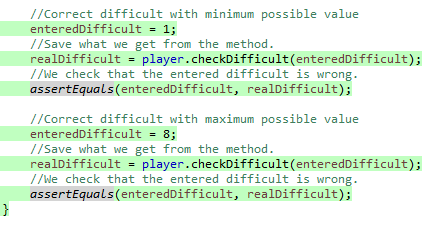 //Correct difficult with minimum possible value
enteredDifficult = 1;
//Save what we get from the method.
realDifficult = player.checkDifficult(enteredDifficult);
//We check that the entered difficult is wrong.
assertEquals(enteredDifficult, realDifficult);
//Correct difficult with maximum possible value
enteredDifficult = 8;
//Save what we get from the method.
realDifficult = player.checkDifficult(enteredDifficult);
//We check that the entered difficult is wrong.
assertEquals(enteredDifficult, realDifficult);
}